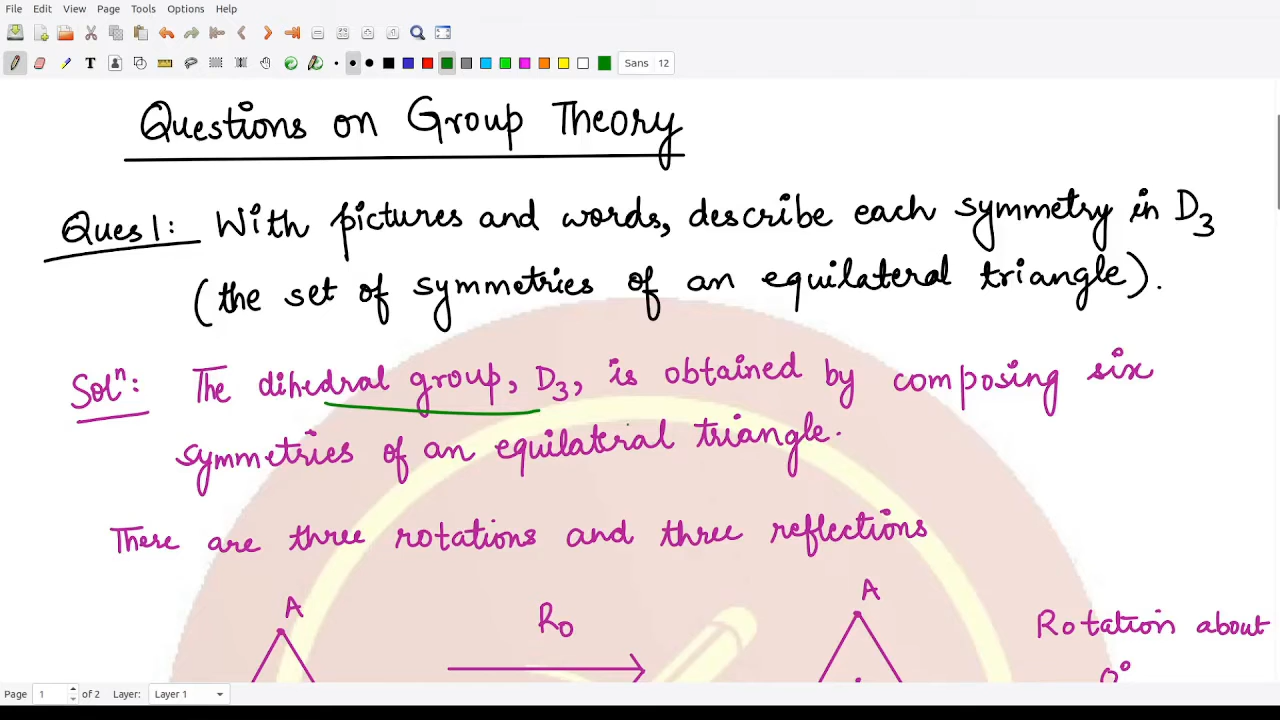 File Edit View Page Tools Options Help
Sans 12
Questions on Group Theory
Ques 1: With pictures and words, describe each symmetry in D3
(the set of symmetries of an equilateral triangle).
Solⁿ: The dihedral group, D3, is obtained by composing six
symmetries of an equilateral triangle.
There are three rotations and three reflections
A
R0
A
Rotation about
0°
Page 1 of 2 Layer: Layer 1